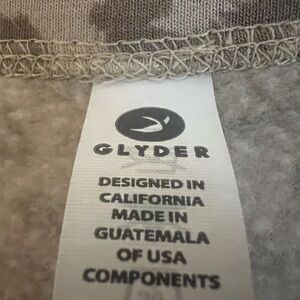 GLYDER
DESIGNED IN
CALIFORNIA
MADE IN
GUATEMALA
OF USA
COMPONENTS